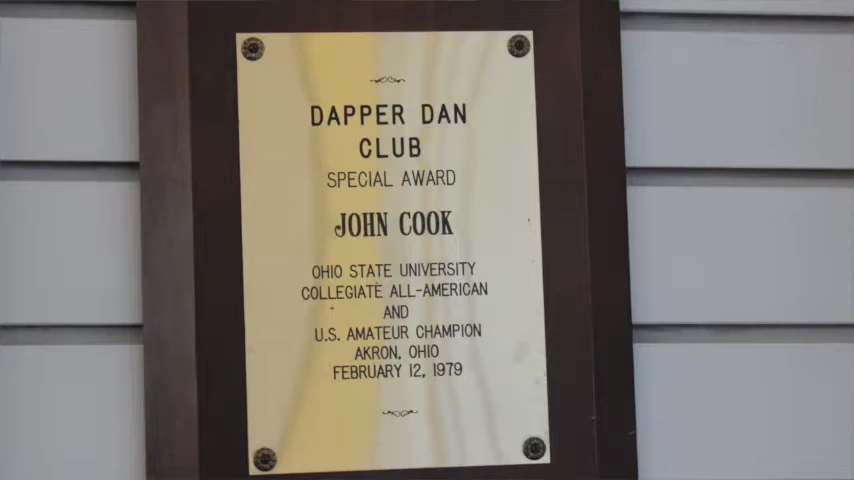 DAPPER DAN
CLUB
SPECIAL AWARD
JOHN COOK
OHIO STATE UNIVERSITY
COLLEGIATE ALL-AMERICAN
AND
U.S. AMATEUR CHAMPION
AKRON, OHIO
FEBRUARY 12, 1979